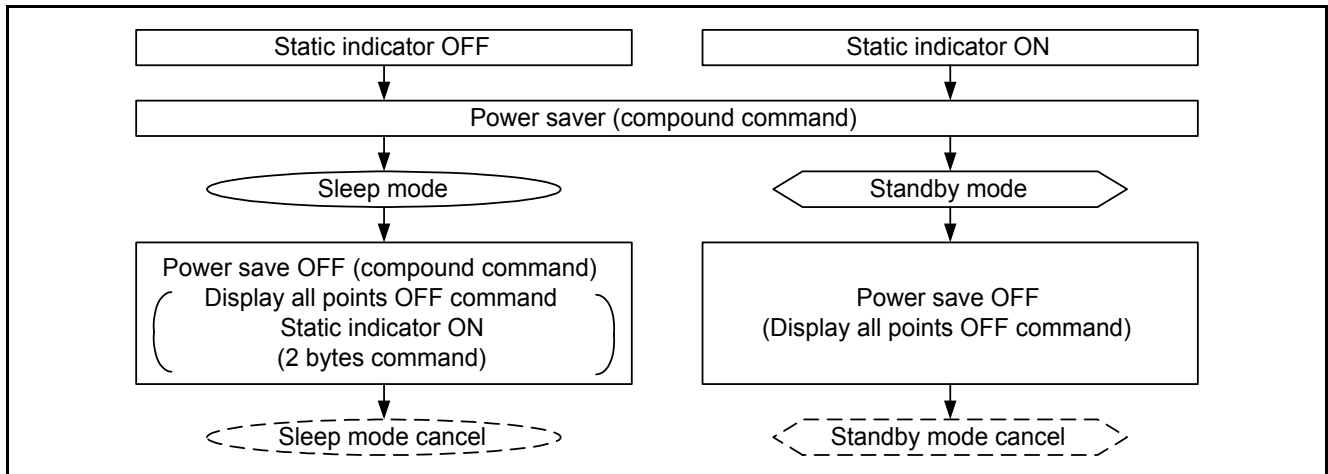 Static indicator OFF
Static indicator ON
Power saver (compound command)
Sleep mode
Standby mode
Power save OFF (compound command)
Display all points OFF command
Static indicator ON
(2 bytes command)
Power save OFF
(Display all points OFF command)
Sleep mode cancel
Standby mode cancel